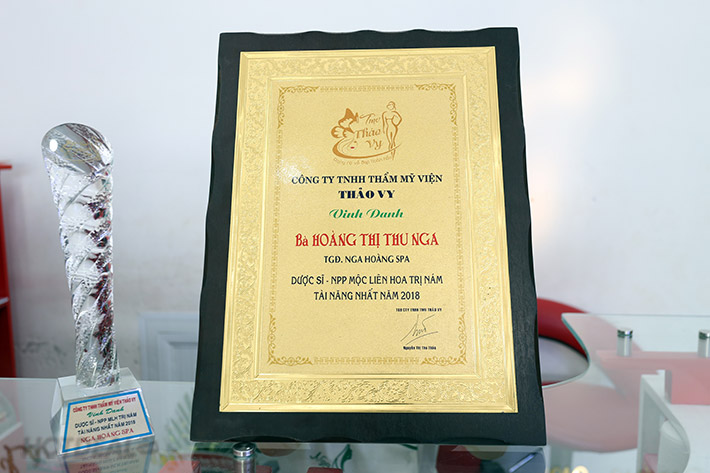 Thảo
Vy
CÔNG TY TNHH THẨM MỸ VIỆN
THẢO VY
Vinh Danh
Bà HOÀNG THỊ THU NGA
TGĐ. NGA HOÀNG SPA
DƯỢC SĨ - NPP MỘC LIÊN HOA TRỊ NÁM
TÀI NĂNG NHẤT NĂM 2018
CÔNG TY TNHH THẨM MỸ VIỆN THẢO VY
Vinh Danh
DƯỢC SĨ - NPP MLH TRỊ NÁM
TÀI NĂNG NHẤT NĂM 2018
NGA HOÀNG SPA